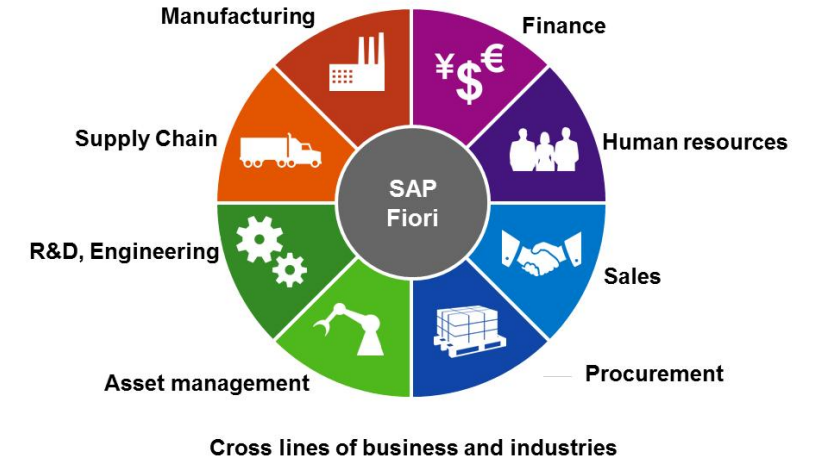 Manufacturing
Finance
Supply Chain
Human resources
SAP
Fiori
R&D, Engineering
Sales
Asset management
Procurement
Cross lines of business and industries
¥$€